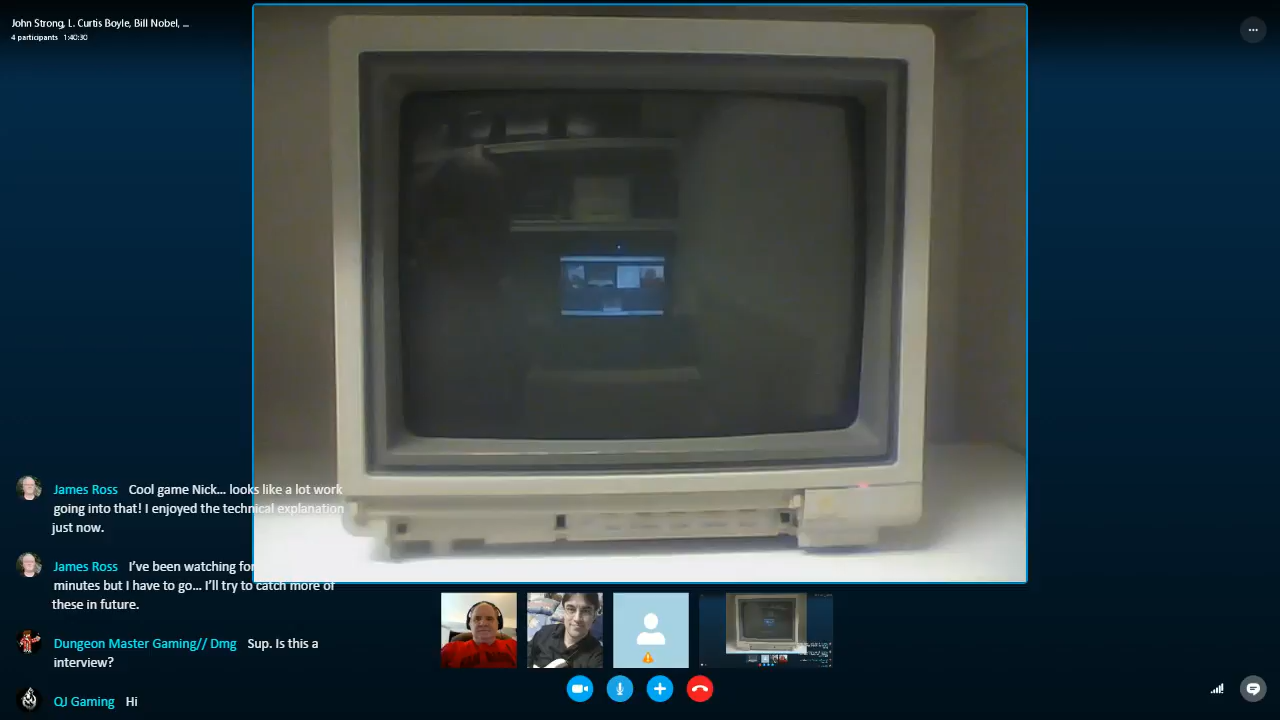 John Strong, L. Curtis Boyle, Bill Nobel, ...
4 participants 1:40:30
James Ross Cool game Nick... looks like a lot work
going into that! I enjoyed the technical explanation
just now.
James Ross I've been watching for
minutes but I have to go... I'll try to catch more of
these in future.
Dungeon Master Gaming// Dmg Sup. Is this a
interview?
QJ Gaming Hi